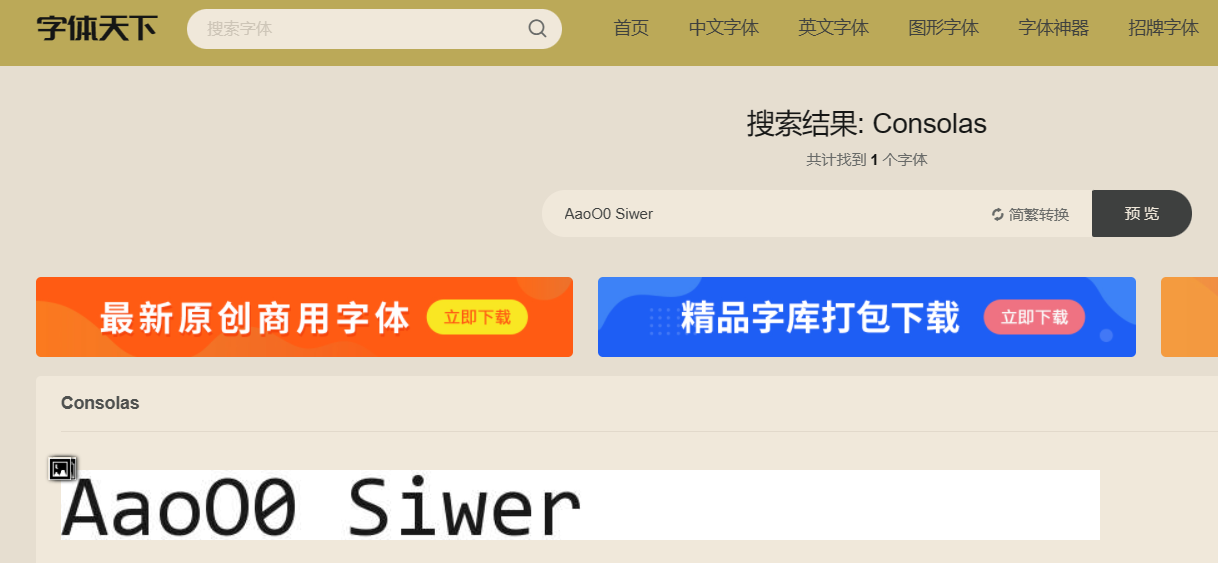 字体天下 搜索字体 首页 中文字体 英文字体 图形字体 字体神器 招牌字体
搜索结果: Consolas
共计找到 1 个字体
AaoO0 Siwer 简繁转换 预 览
最新原创商用字体 立即下载 精品字库打包下载 立即下载
Consolas
AaoO0 Siwer